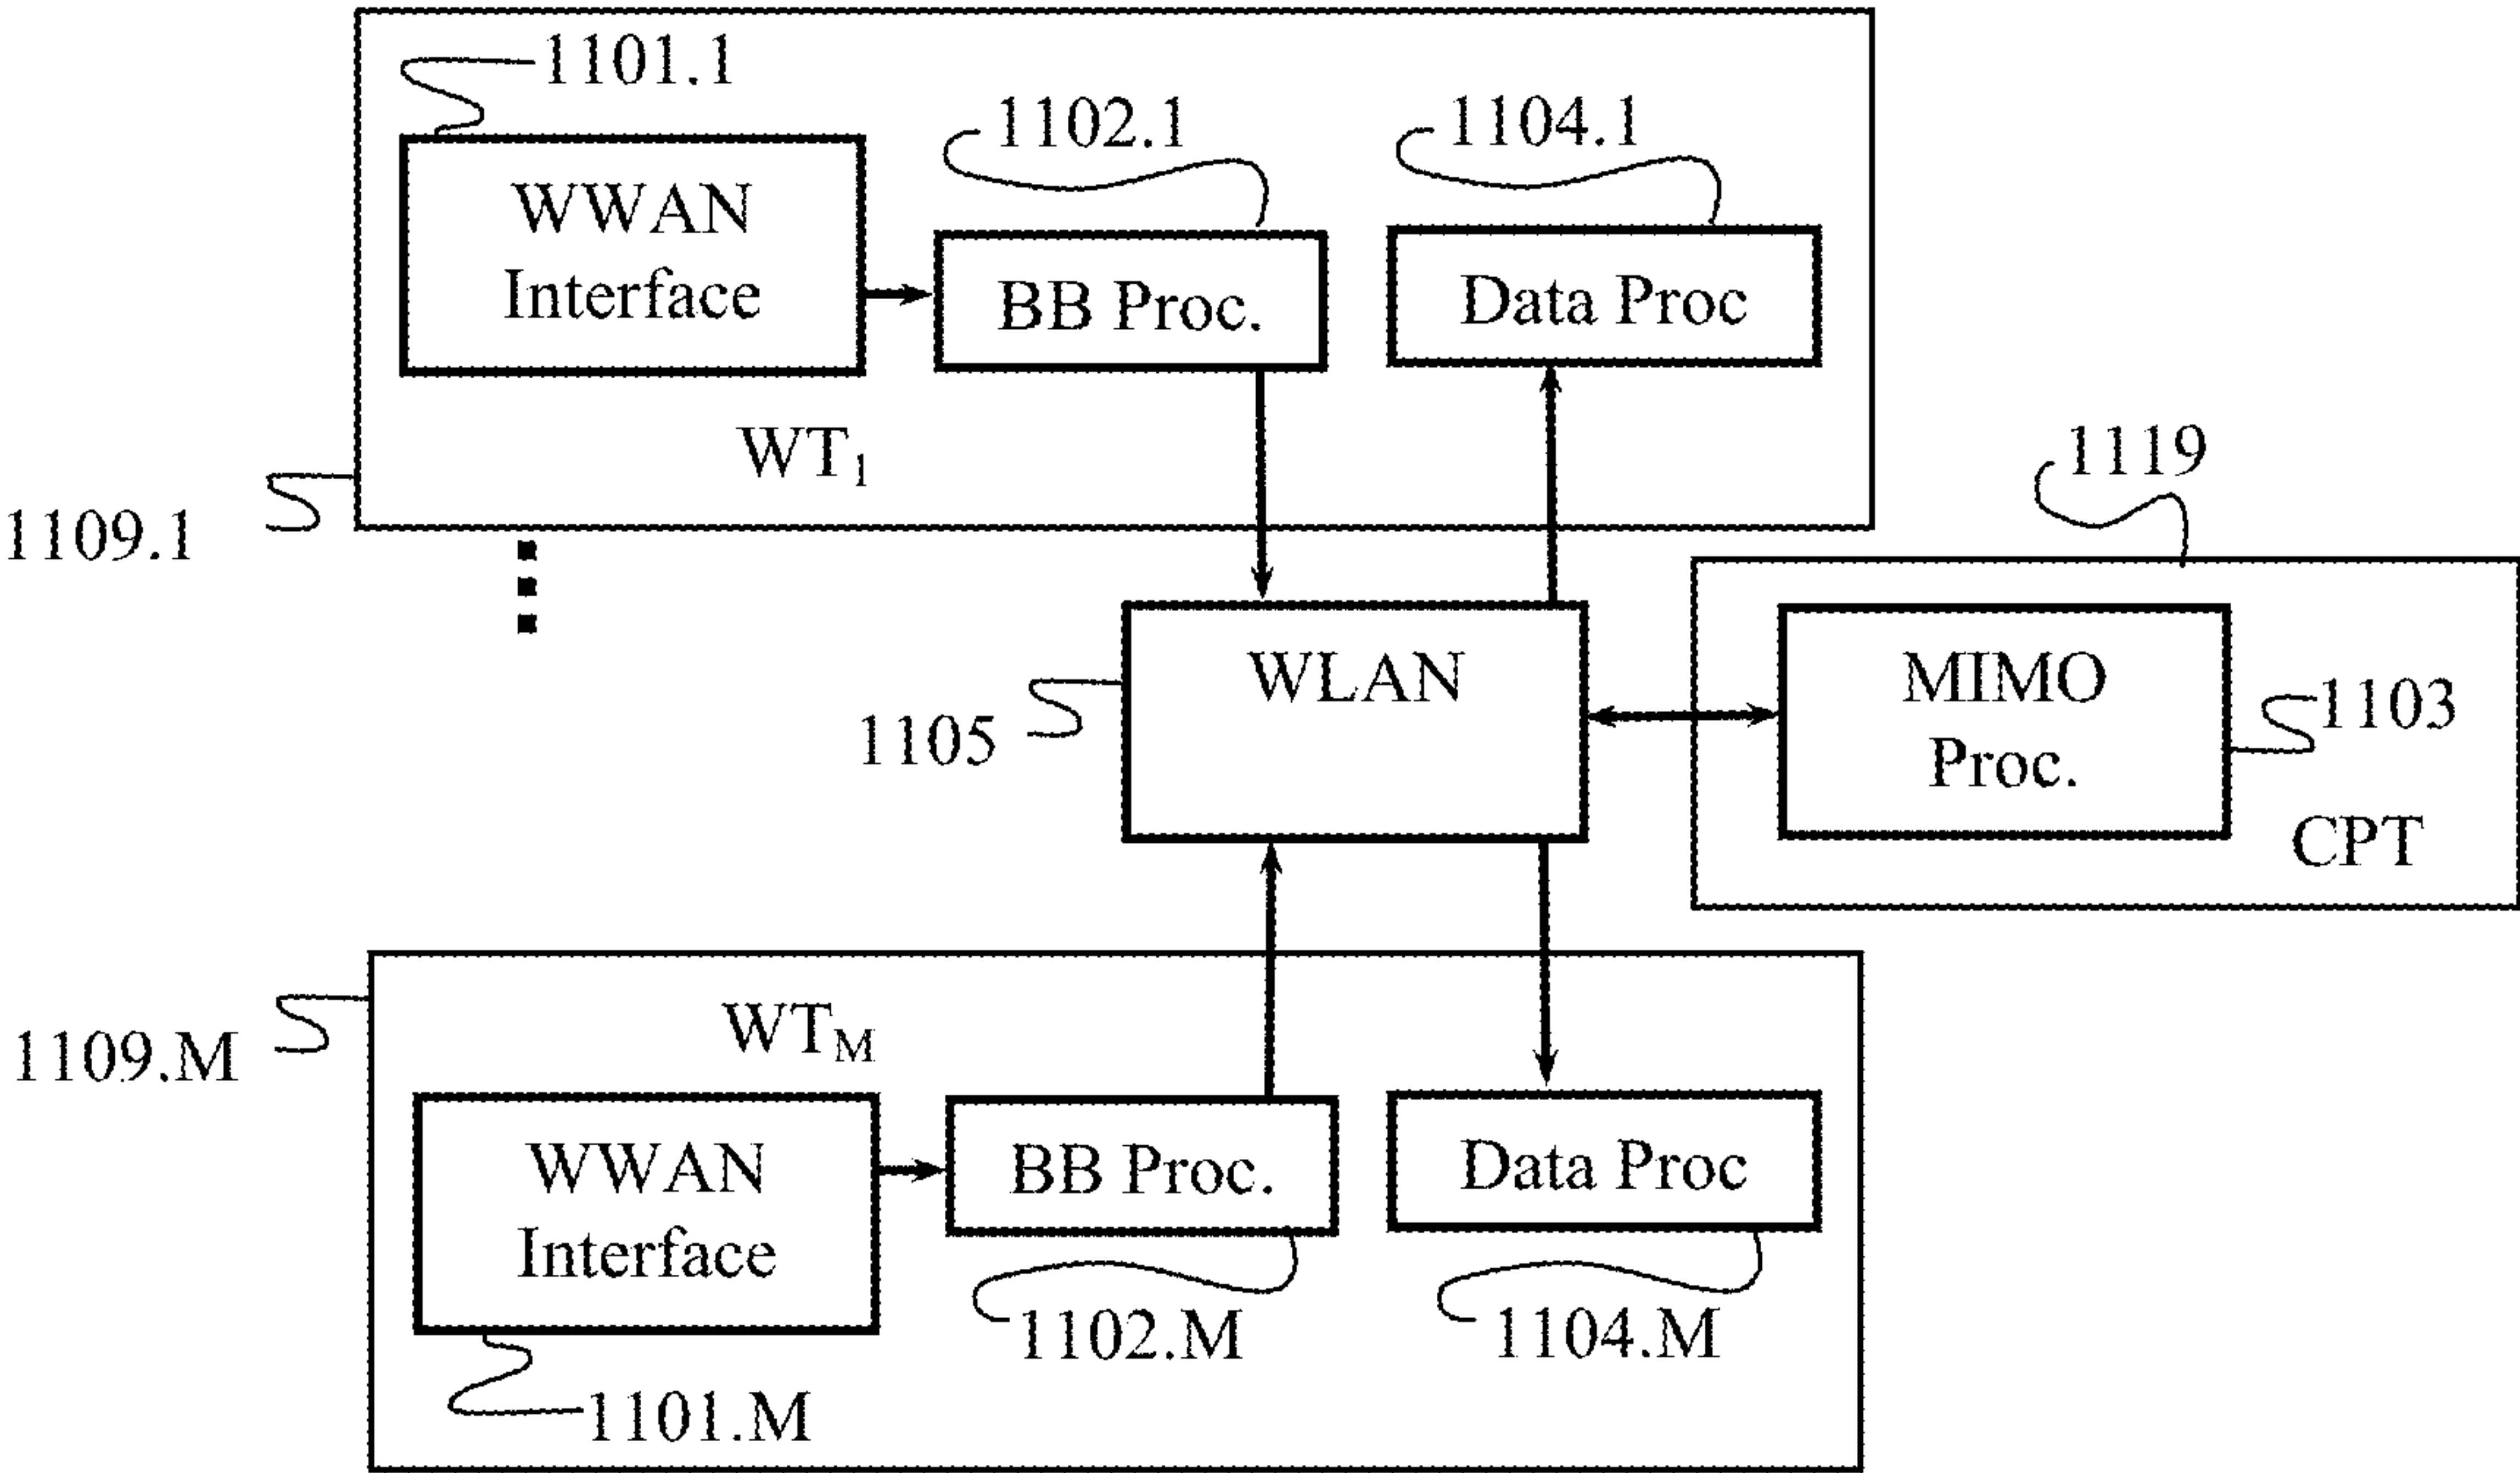 1101.1
1102.1
1104.1
WWAN
Interface
BB Proc.
Data Proc
WT1
1109.1
1119
WLAN
1105
MIMO
Proc.
1103
CPT
1109.M
WTM
WWAN
Interface
BB Proc.
Data Proc
1102.M
1104.M
1101.M